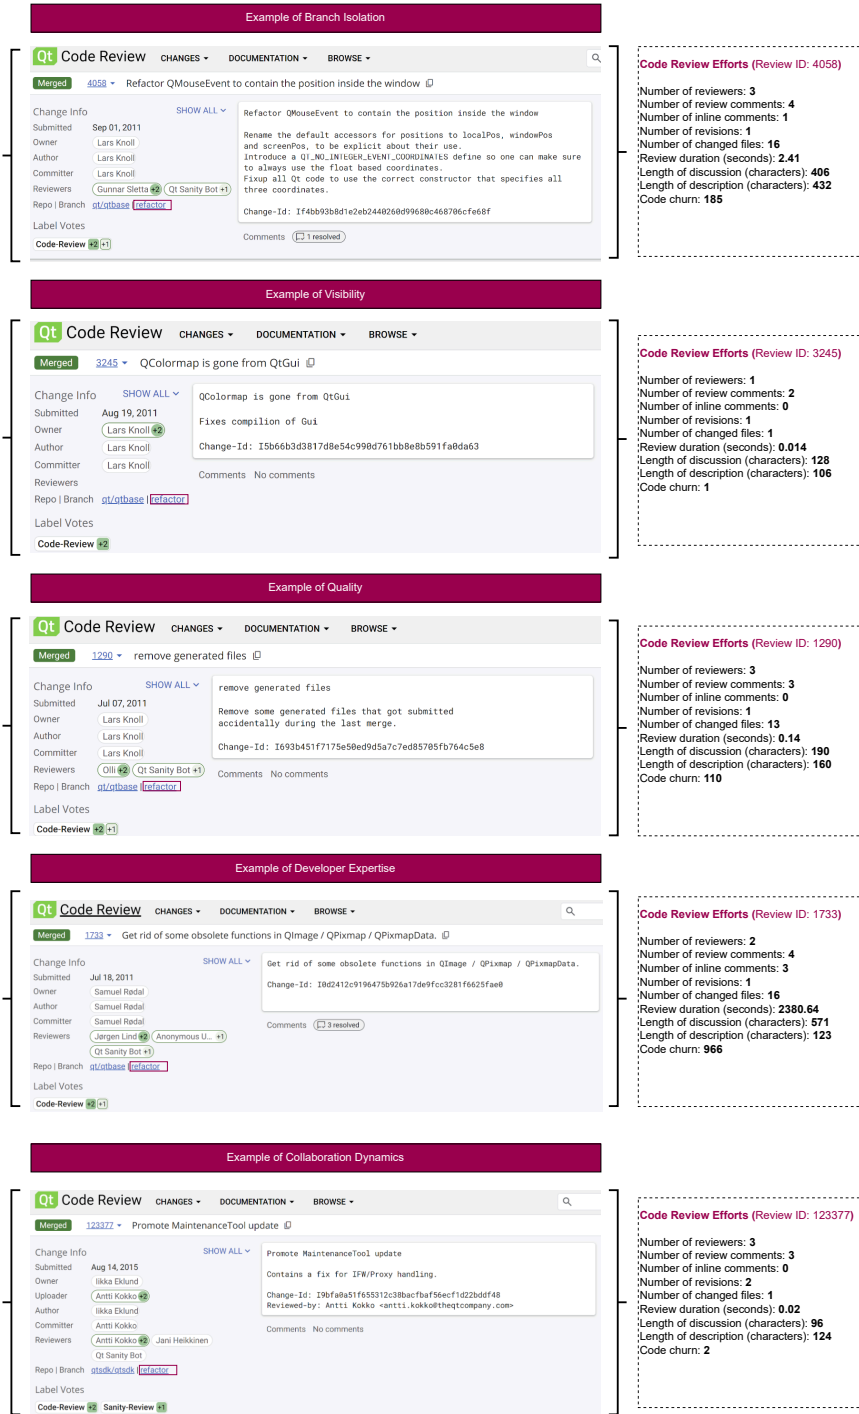 Example of Branch Isolation
Qt Code Review CHANGES DOCUMENTATION BROWSE
Merged 4058 Refactor QMouseEvent to contain the position inside the window
Change Info SHOW ALL
Submitted Sep 01, 2011
Owner Lars Knoll
Author Lars Knoll
Committer Lars Knoll
Reviewers Gunnar Sletta +2 Qt Sanity Bot +1
Repo | Branch qt/qtbase | refactor
Label Votes
Code-Review +2 +1
Refactor QMouseEvent to contain the position inside the window
Rename the default accessors for positions to localPos, windowPos
and screenPos, to be explicit about their use.
Introduce a QT_NO_INTEGER_EVENT_COORDINATES define so one can make sure
to always use the float based coordinates.
Fixup all Qt code to use the correct constructor that specifies all
three coordinates.
Change-Id: If4bb93b8d1e2eb2440260d99680c468706cfe68f
Comments 1 resolved
Code Review Efforts (Review ID: 4058)
Number of reviewers: 3
Number of review comments: 4
Number of inline comments: 1
Number of revisions: 1
Number of changed files: 16
Review duration (seconds): 2.41
Length of discussion (characters): 406
Length of description (characters): 432
Code churn: 185
Example of Visibility
Qt Code Review CHANGES DOCUMENTATION BROWSE
Merged 3245 QColormap is gone from QtGui
Change Info SHOW ALL
Submitted Aug 19, 2011
Owner Lars Knoll +2
Author Lars Knoll
Committer Lars Knoll
Reviewers
Repo | Branch qt/qtbase | refactor
Label Votes
Code-Review +2
QColormap is gone from QtGui
Fixes compilion of Gui
Change-Id: I5b66b3d3817d8e54c990d761bb8e8b591fa0da63
Comments No comments
Code Review Efforts (Review ID: 3245)
Number of reviewers: 1
Number of review comments: 2
Number of inline comments: 0
Number of revisions: 1
Number of changed files: 1
Review duration (seconds): 0.014
Length of discussion (characters): 128
Length of description (characters): 106
Code churn: 1
Example of Quality
Qt Code Review CHANGES DOCUMENTATION BROWSE
Merged 1290 remove generated files
Change Info SHOW ALL
Submitted Jul 07, 2011
Owner Lars Knoll
Author Lars Knoll
Committer Lars Knoll
Reviewers Olli +2 Qt Sanity Bot +1
Repo | Branch qt/qtbase | refactor
Label Votes
Code-Review +2 +1
remove generated files
Remove some generated files that got submitted
accidentally during the last merge.
Change-Id: I693b451f7175e50ed9d5a7c7ed85705fb764c5e8
Comments No comments
Code Review Efforts (Review ID: 1290)
Number of reviewers: 3
Number of review comments: 3
Number of inline comments: 0
Number of revisions: 1
Number of changed files: 13
Review duration (seconds): 0.14
Length of discussion (characters): 190
Length of description (characters): 160
Code churn: 110
Example of Developer Expertise
Qt Code Review CHANGES DOCUMENTATION BROWSE
Merged 1733 Get rid of some obsolete functions in QImage / QPixmap / QPixmapData.
Change Info SHOW ALL
Submitted Jul 18, 2011
Owner Samuel Rødal
Author Samuel Rødal
Committer Samuel Rødal
Reviewers Jørgen Lind +2 Anonymous U... +1
Qt Sanity Bot +1
Repo | Branch qt/qtbase | refactor
Label Votes
Code-Review +2 +1
Get rid of some obsolete functions in QImage / QPixmap / QPixmapData.
Change-Id: I0d2412c9196475b926a17de9fcc3281f6625fae0
Comments 3 resolved
Code Review Efforts (Review ID: 1733)
Number of reviewers: 2
Number of review comments: 4
Number of inline comments: 3
Number of revisions: 1
Number of changed files: 16
Review duration (seconds): 2380.64
Length of discussion (characters): 571
Length of description (characters): 123
Code churn: 966
Example of Collaboration Dynamics
Qt Code Review CHANGES DOCUMENTATION BROWSE
Merged 123377 Promote MaintenanceTool update
Change Info SHOW ALL
Submitted Aug 14, 2015
Owner Iikka Eklund
Uploader Antti Kokko +2
Author Iikka Eklund
Committer Antti Kokko
Reviewers Antti Kokko +2 Jani Heikkinen
Qt Sanity Bot
Repo | Branch qtsdk/qtsdk | refactor
Label Votes
Code-Review +2 Sanity-Review +1
Promote MaintenanceTool update
Contains a fix for IFW/Proxy handling.
Change-Id: I9bfa0a51f655312c38bacfbaf56ecf1d22bddf48
Reviewed-by: Antti Kokko <antti.kokko@theqtcompany.com>
Comments No comments
Code Review Efforts (Review ID: 123377)
Number of reviewers: 3
Number of review comments: 3
Number of inline comments: 0
Number of revisions: 2
Number of changed files: 1
Review duration (seconds): 0.02
Length of discussion (characters): 96
Length of description (characters): 124
Code churn: 2